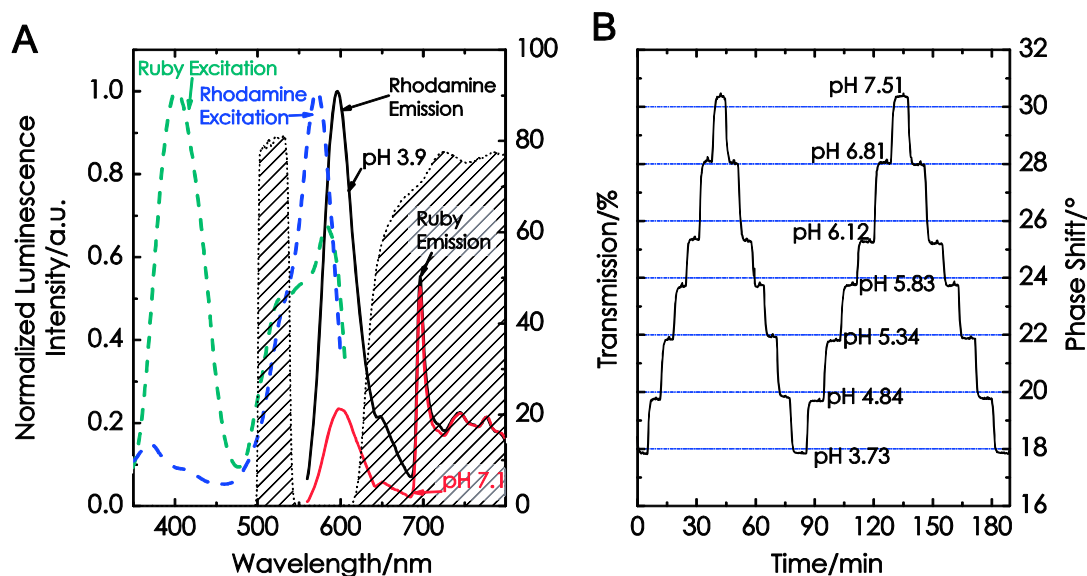 A
B
Normalized Luminescence
Intensity/a.u.
1.0
0.8
0.6
0.4
0.2
0.0
Ruby Excitation
Rhodamine
Excitation
Rhodamine
Emission
pH 3.9
Ruby
Emission
pH 7.1
100
80
60
40
20
0
400
500
600
700
Wavelength/nm
Transmission/%
pH 7.51
pH 6.81
pH 6.12
pH 5.83
pH 5.34
pH 4.84
pH 3.73
32
30
28
26
24
22
20
18
16
Phase Shift/°
0
30
60
90
120
150
180
Time/min